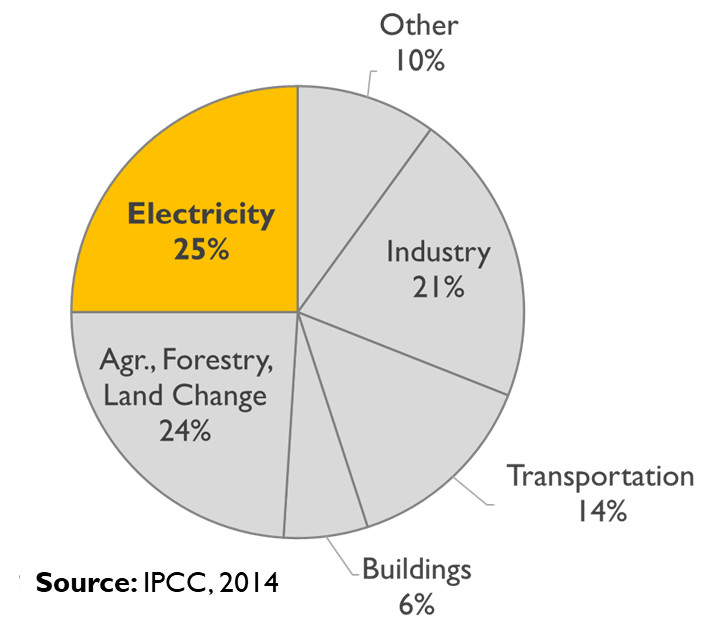 Other
10%
Electricity
25%
Industry
21%
Agr., Forestry,
Land Change
24%
Transportation
14%
Buildings
6%
Source: IPCC, 2014